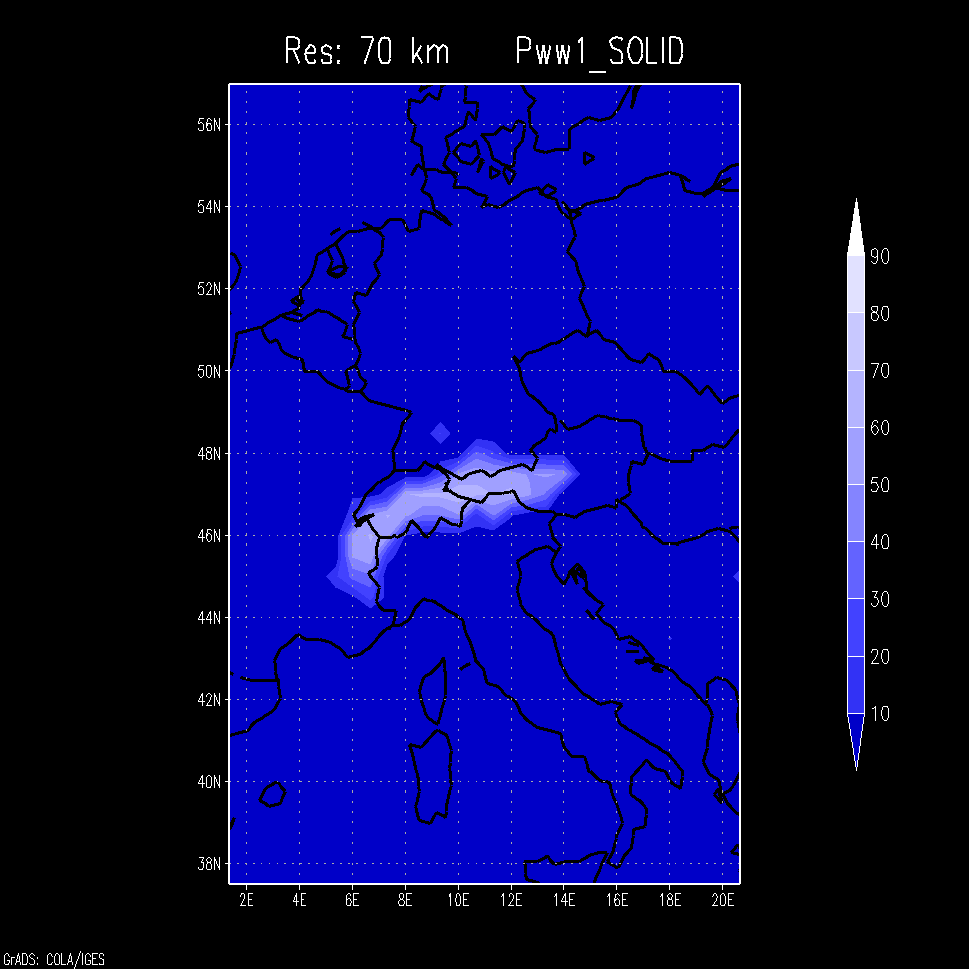 Res: 70 km Pww1_SOLID
56N
54N
52N
50N
48N
46N
44N
42N
40N
38N
2E 4E 6E 8E 10E 12E 14E 16E 18E 20E
90
80
70
60
50
40
30
20
10
GrADS: COLA/IGES